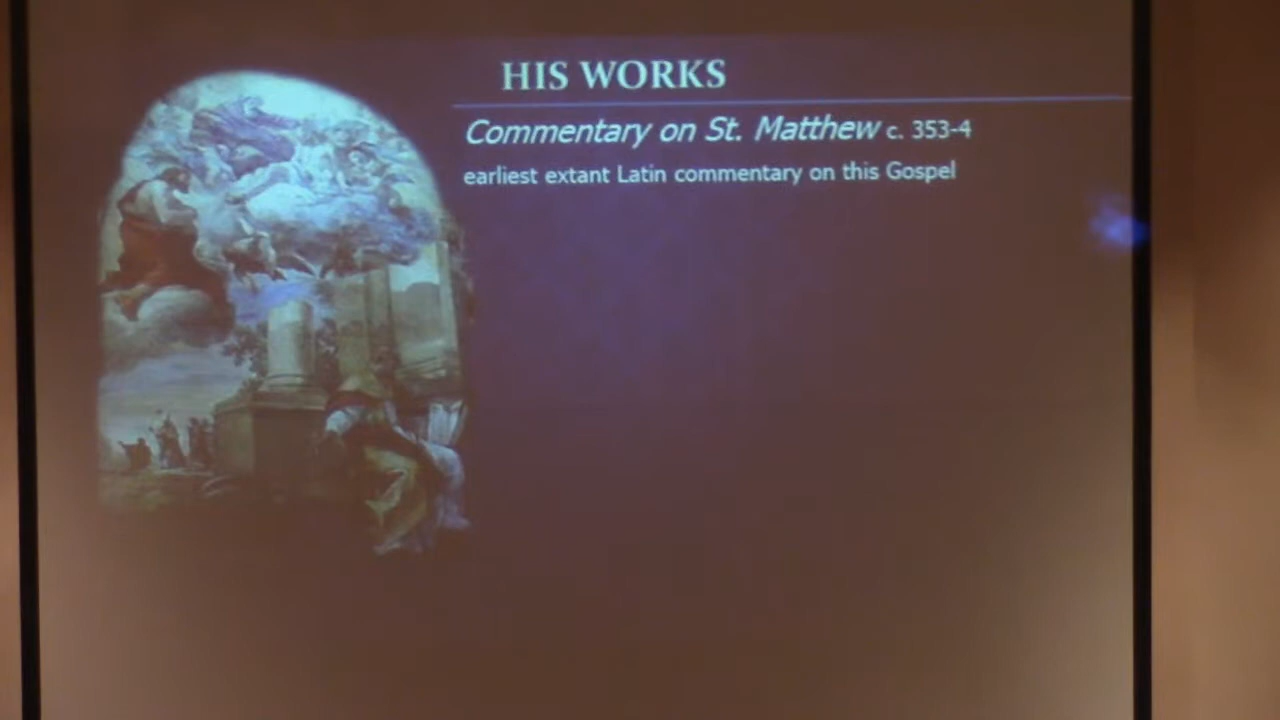 HIS WORKS
Commentary on St. Matthew c. 353-4
earliest extant Latin commentary on this Gospel